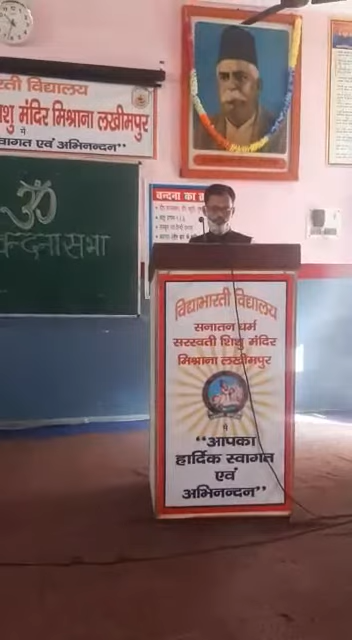 रती विद्यालय
शिशु मंदिर मिश्राना लखीमपुर
में
स्वागत एवं अभिनन्दन"
ॐ
वन्दना सभा
वन्दना का
विद्याभारती विद्यालय
सनातन धर्म
सरस्वती शिशु मंदिर
मिश्राना लखीमपुर
में
"आपका
हार्दिक स्वागत
एवं
अभिनन्दन"